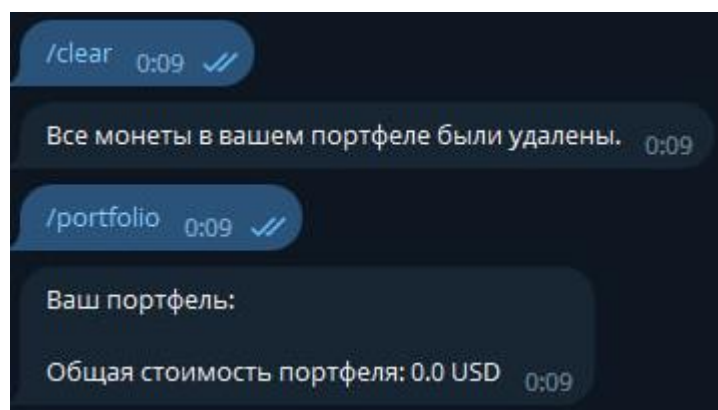 /clear 0:09
Все монеты в вашем портфеле были удалены. 0:09
/portfolio 0:09
Ваш портфель:
Общая стоимость портфеля: 0.0 USD 0:09